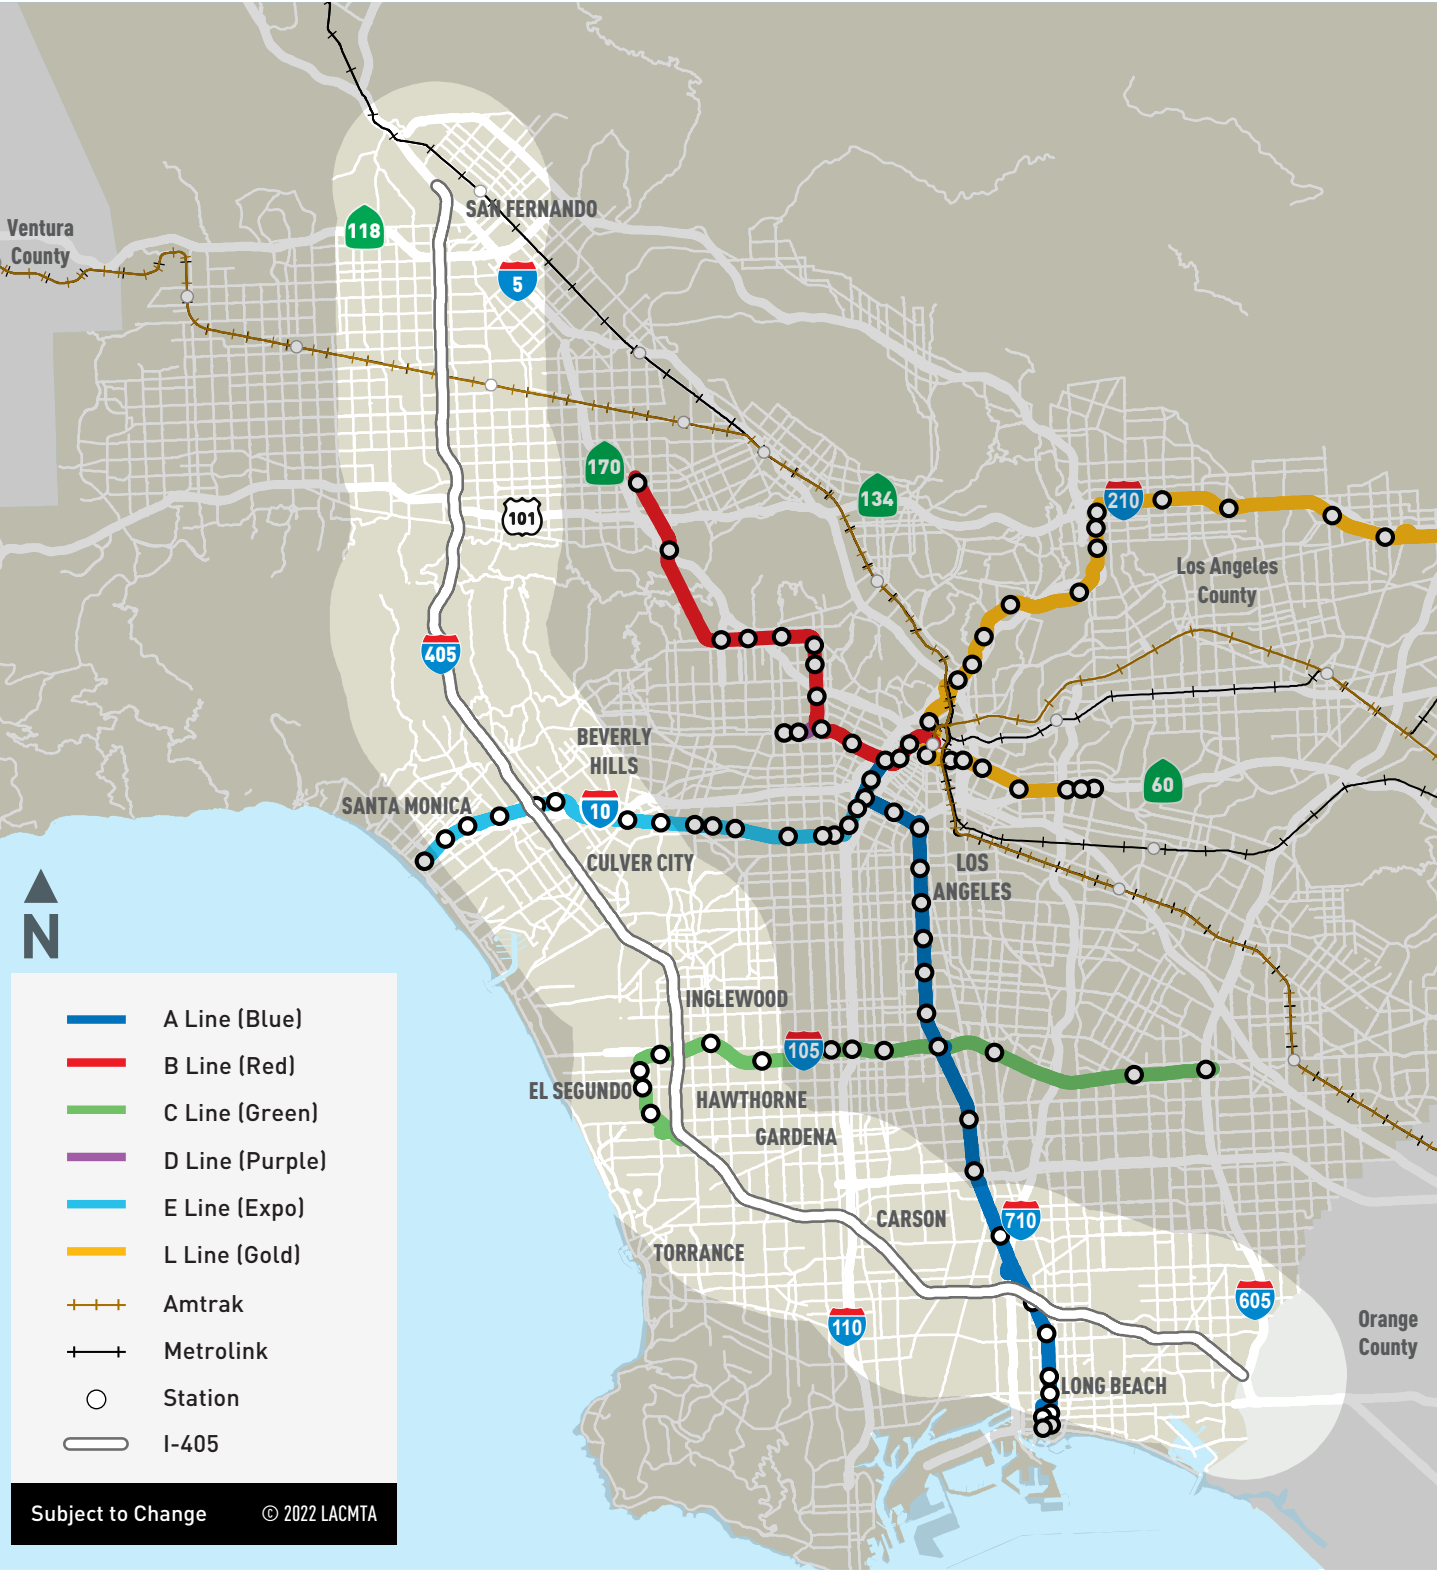 118
SAN FERNANDO
Ventura
County
5
170
134
210
101
Los Angeles
County
405
BEVERLY
HILLS
60
SANTA MONICA
10
CULVER CITY
LOS
ANGELES
N
INGLEWOOD
105
EL SEGUNDO
HAWTHORNE
GARDENA
CARSON
710
TORRANCE
605
110
Orange
County
LONG BEACH
A Line (Blue)
B Line (Red)
C Line (Green)
D Line (Purple)
E Line (Expo)
L Line (Gold)
Amtrak
Metrolink
Station
I-405
Subject to Change © 2022 LACMTA